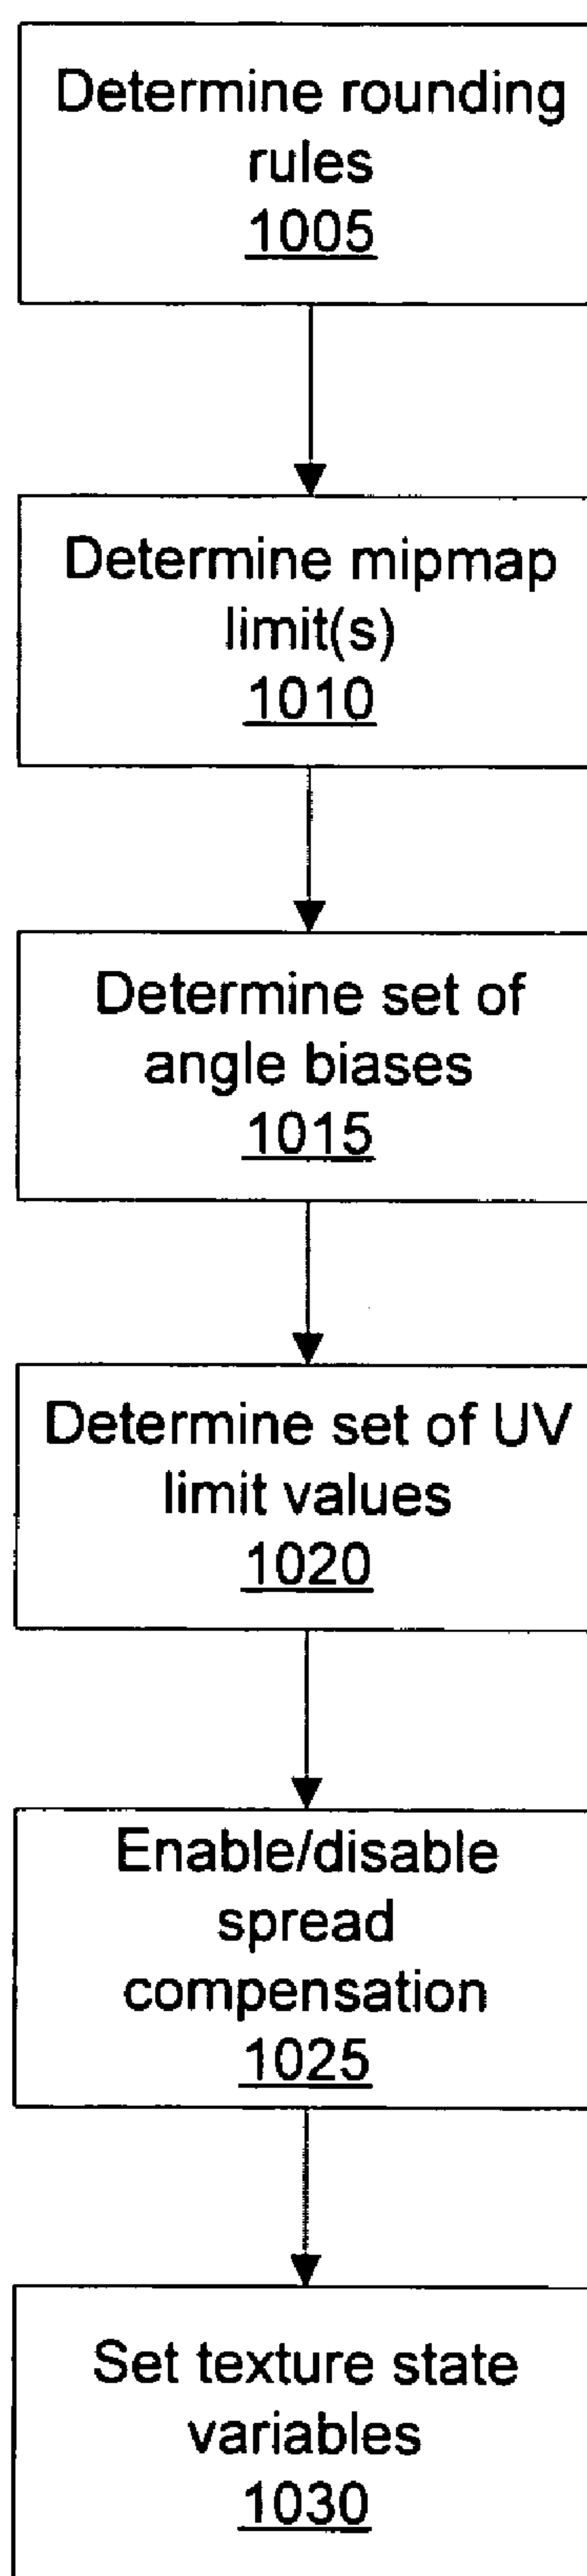 Determine rounding
rules
1005
Determine mipmap
limit(s)
1010
Determine set of
angle biases
1015
Determine set of UV
limit values
1020
Enable/disable
spread
compensation
1025
Set texture state
variables
1030